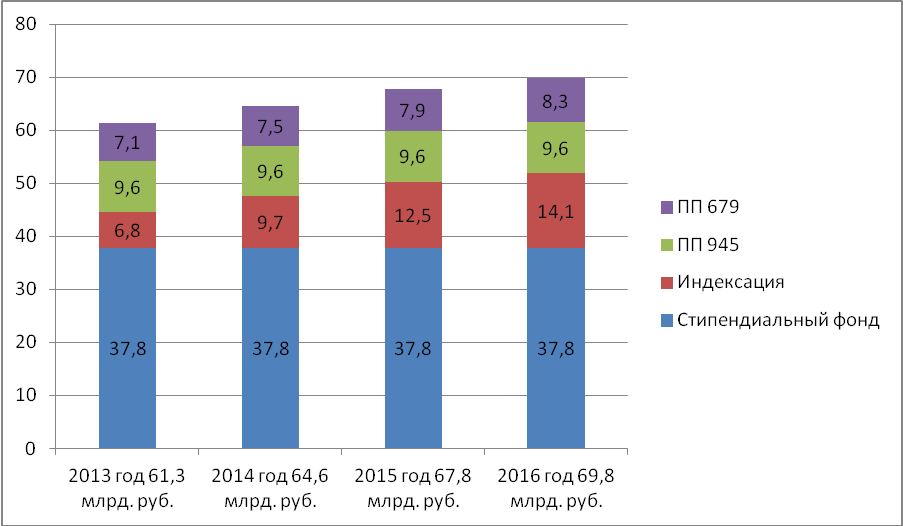 80
70
60
50
40
30
20
10
0
7,1
9,6
6,8
37,8
7,5
9,6
9,7
37,8
7,9
9,6
12,5
37,8
8,3
9,6
14,1
37,8
2013 год 61,3
млрд. руб.
2014 год 64,6
млрд. руб.
2015 год 67,8
млрд. руб.
2016 год 69,8
млрд. руб.
ПП 679
ПП 945
Индексация
Стипендиальный фонд